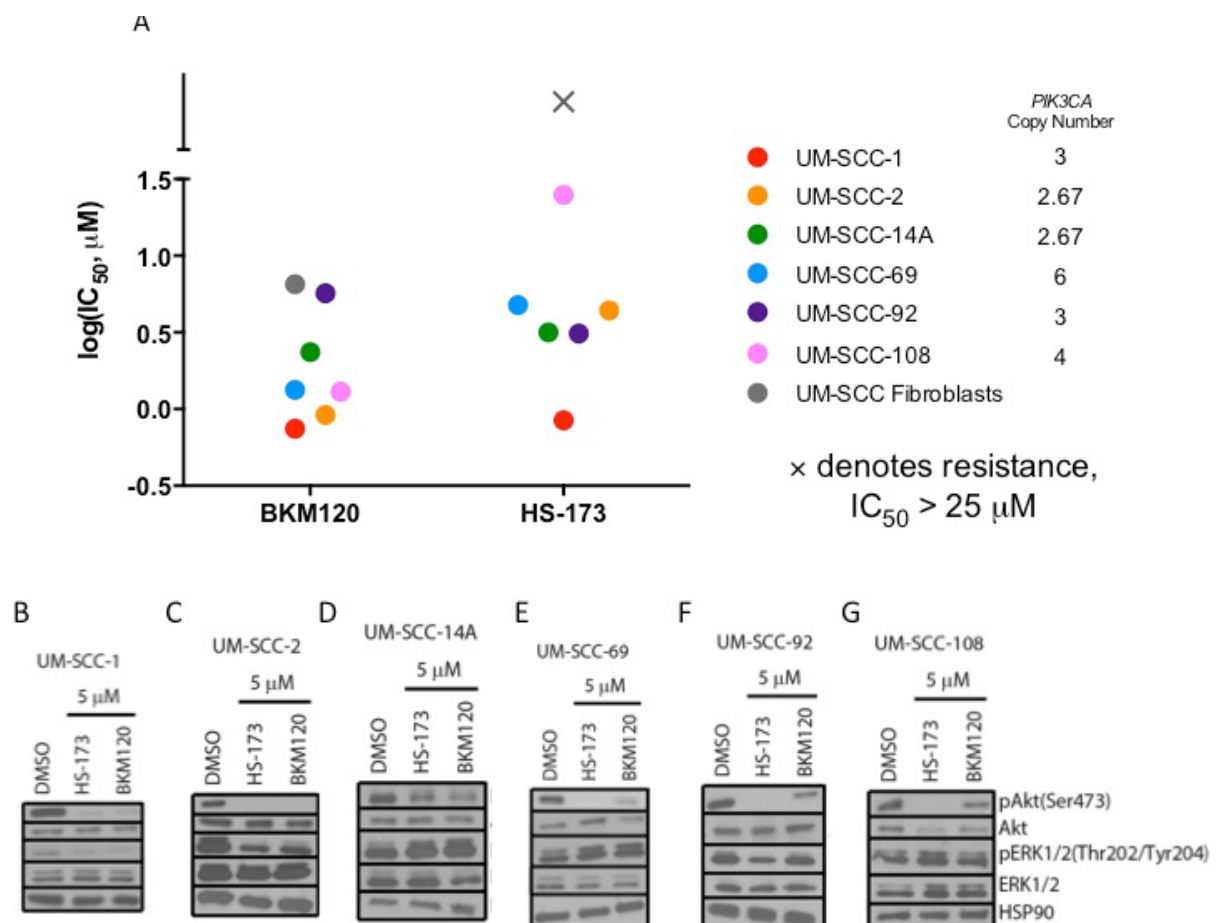 A
PIK3CA
Copy Number
UM-SCC-1 3
UM-SCC-2 2.67
UM-SCC-14A 2.67
UM-SCC-69 6
UM-SCC-92 3
UM-SCC-108 4
UM-SCC Fibroblasts
× denotes resistance,
IC50 > 25 μM
log(IC50, μM)
1.5
1.0
0.5
0.0
-0.5
BKM120 HS-173
B
UM-SCC-1
5 μM
DMSO HS-173 BKM120
C
UM-SCC-2
5 μM
DMSO HS-173 BKM120
D
UM-SCC-14A
5 μM
DMSO HS-173 BKM120
E
UM-SCC-69
5 μM
DMSO HS-173 BKM120
F
UM-SCC-92
5 μM
DMSO HS-173 BKM120
G
UM-SCC-108
5 μM
DMSO HS-173 BKM120
pAkt(Ser473)
Akt
pERK1/2(Thr202/Tyr204)
ERK1/2
HSP90